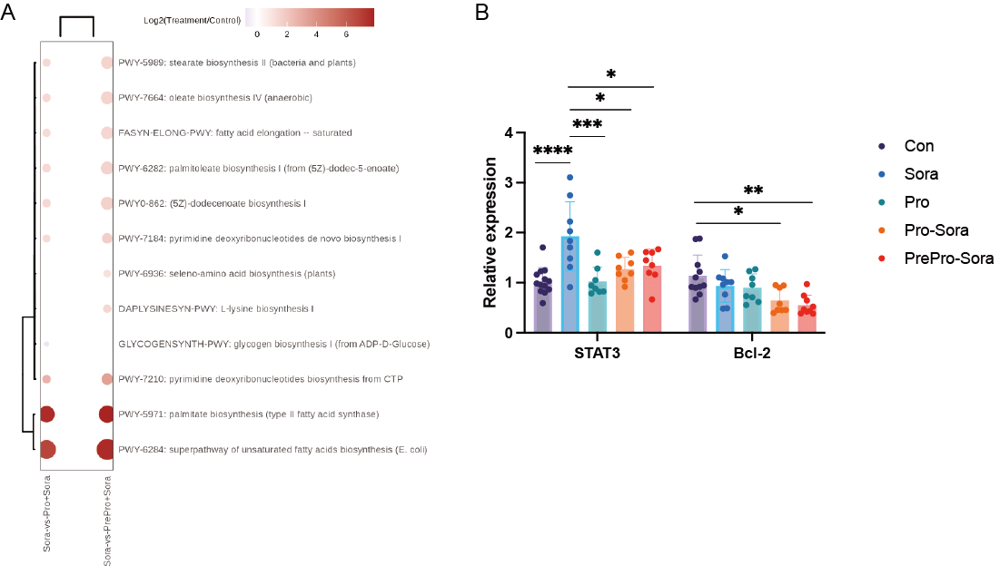 A
Log2(Treatment/Control)
0 2 4 6
PWY-5989: stearate biosynthesis II (bacteria and plants)
PWY-7664: oleate biosynthesis IV (anaerobic)
FASYN-ELONG-PWY: fatty acid elongation -- saturated
PWY-6282: palmitoleate biosynthesis I (from (5Z)-dodec-5-enoate)
PWY0-862: (5Z)-dodecenoate biosynthesis I
PWY-7184: pyrimidine deoxyribonucleotides de novo biosynthesis I
PWY-6936: seleno-amino acid biosynthesis (plants)
DAPLYSINESYN-PWY: L-lysine biosynthesis I
GLYCOGENSYNTH-PWY: glycogen biosynthesis I (from ADP-D-Glucose)
PWY-7210: pyrimidine deoxyribonucleotides biosynthesis from CTP
PWY-5971: palmitate biosynthesis (type II fatty acid synthase)
PWY-6284: superpathway of unsaturated fatty acids biosynthesis (E. coli)
Sora-vs-Pro+Sora
Sora-vs-PrePro+Sora
B
Relative expression
4
3
2
1
0
*
*
***
****
**
*
STAT3
Bcl-2
Con
Sora
Pro
Pro-Sora
PrePro-Sora